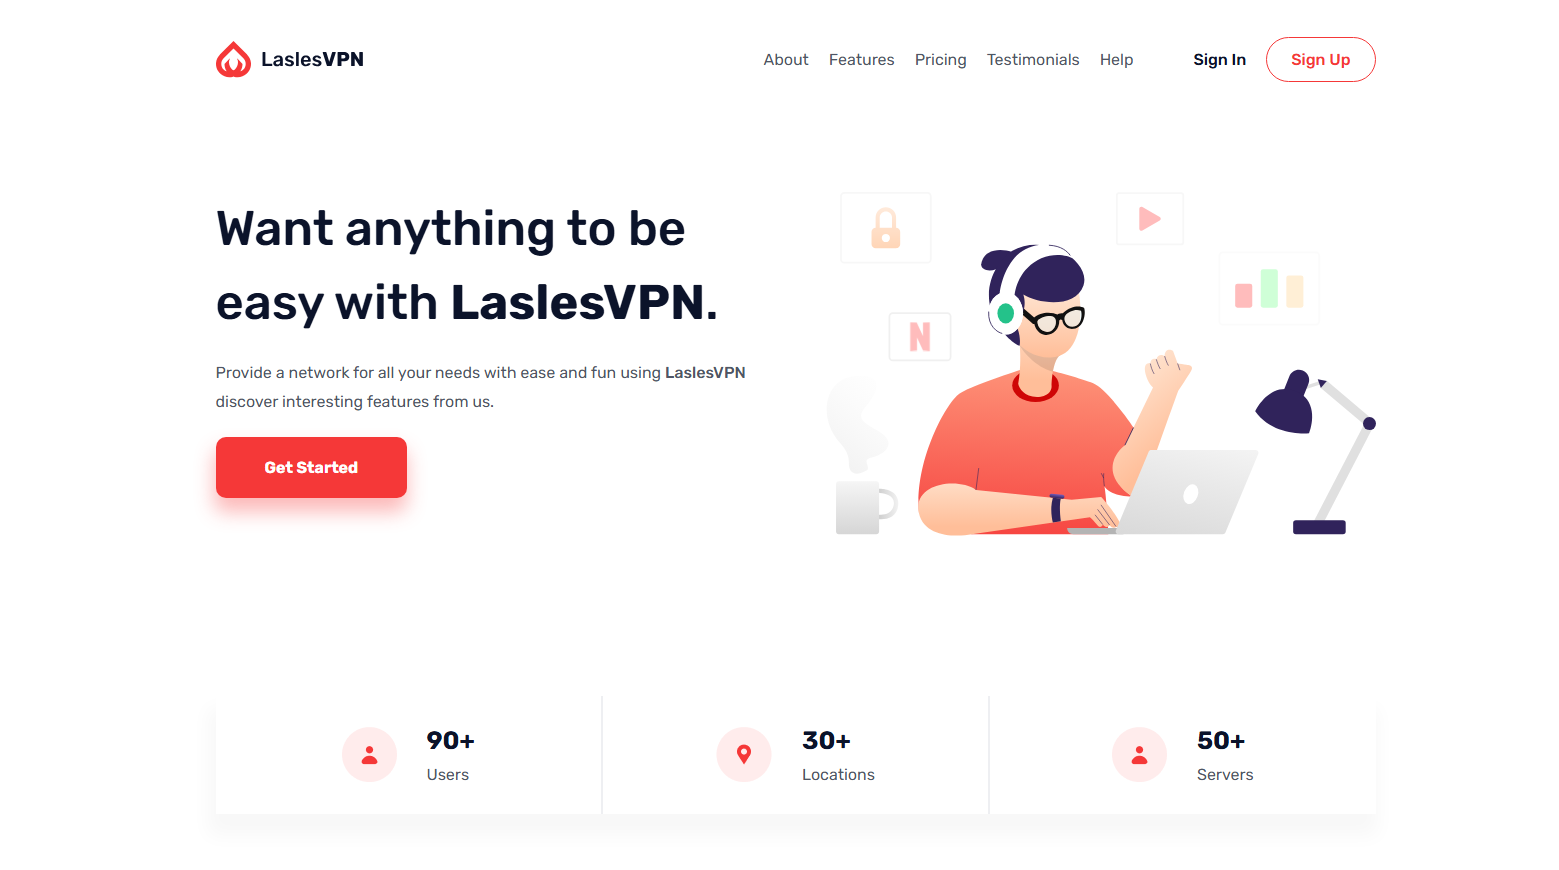 LaslesVPN
About Features Pricing Testimonials Help Sign In Sign Up
Want anything to be
easy with LaslesVPN.
Provide a network for all your needs with ease and fun using LaslesVPN
discover interesting features from us.
Get Started
N
90+
Users
30+
Locations
50+
Servers